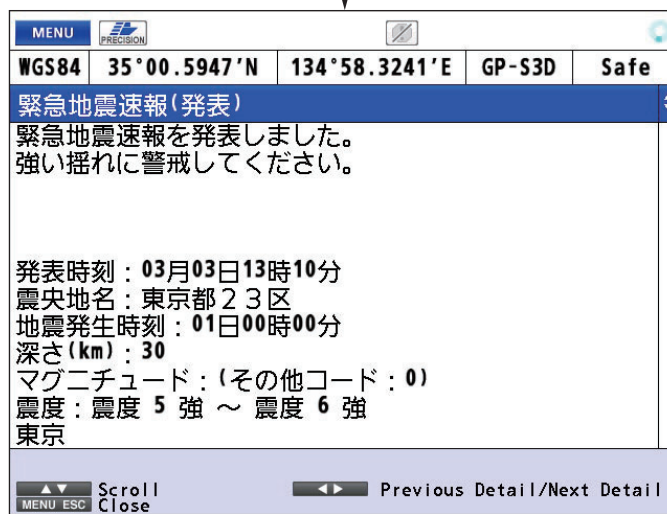 MENU PRECISION
WGS84 35°00.5947'N 134°58.3241'E GP-S3D Safe
緊急地震速報(発表)
緊急地震速報を発表しました。
強い揺れに警戒してください。
発表時刻：03月03日13時10分
震央地名：東京都２３区
地震発生時刻：01日00時00分
深さ(km)：30
マグニチュード：(その他コード：0)
震度：震度 5 強 ～ 震度 6 強
東京
▲▼ Scroll ◀▶ Previous Detail/Next Detail
MENU ESC Close